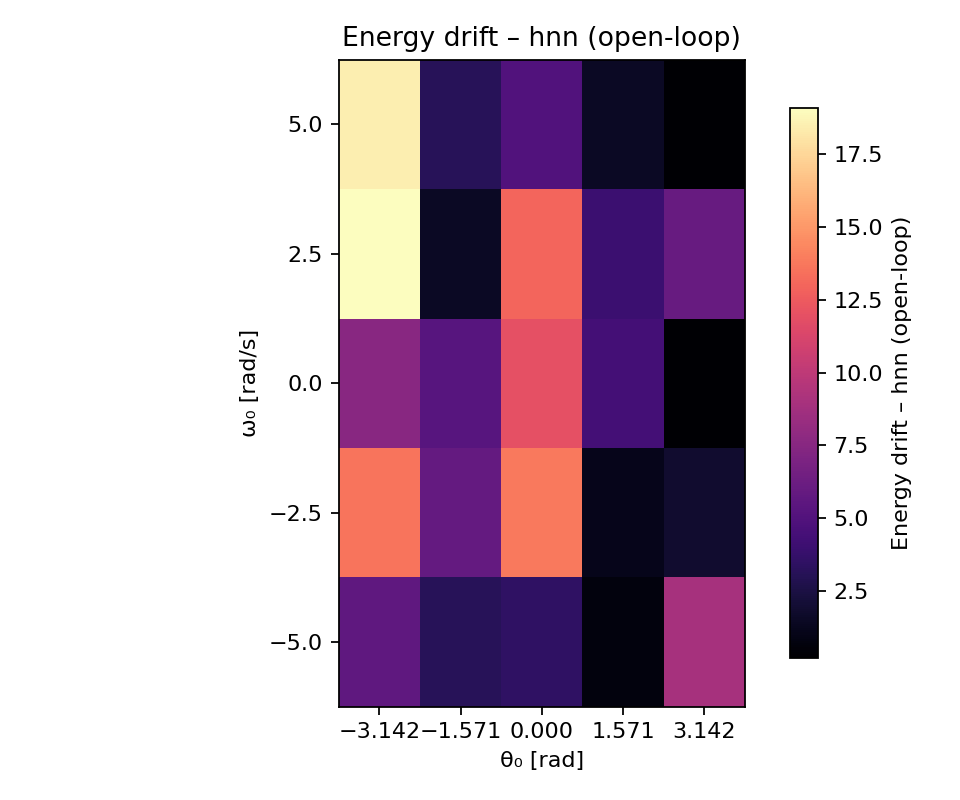 Energy drift – hnn (open-loop)
5.0
2.5
0.0
−2.5
−5.0
ω₀ [rad/s]
−3.142 −1.571 0.000 1.571 3.142
θ₀ [rad]
17.5
15.0
12.5
10.0
7.5
5.0
2.5
Energy drift – hnn (open-loop)